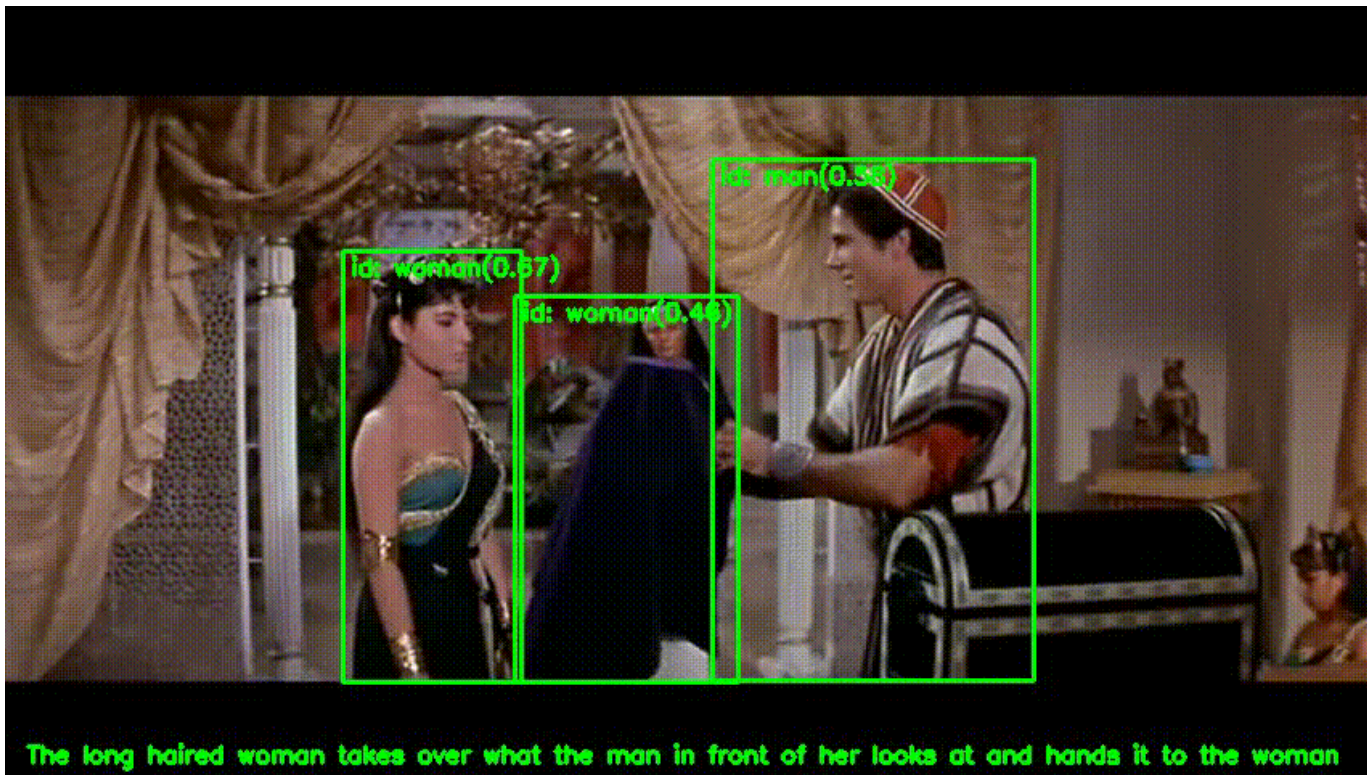 id: man(0.58)
id: woman(0.67)
id: woman(0.46)
The long haired woman takes over what the man in front of her looks at and hands it to the woman